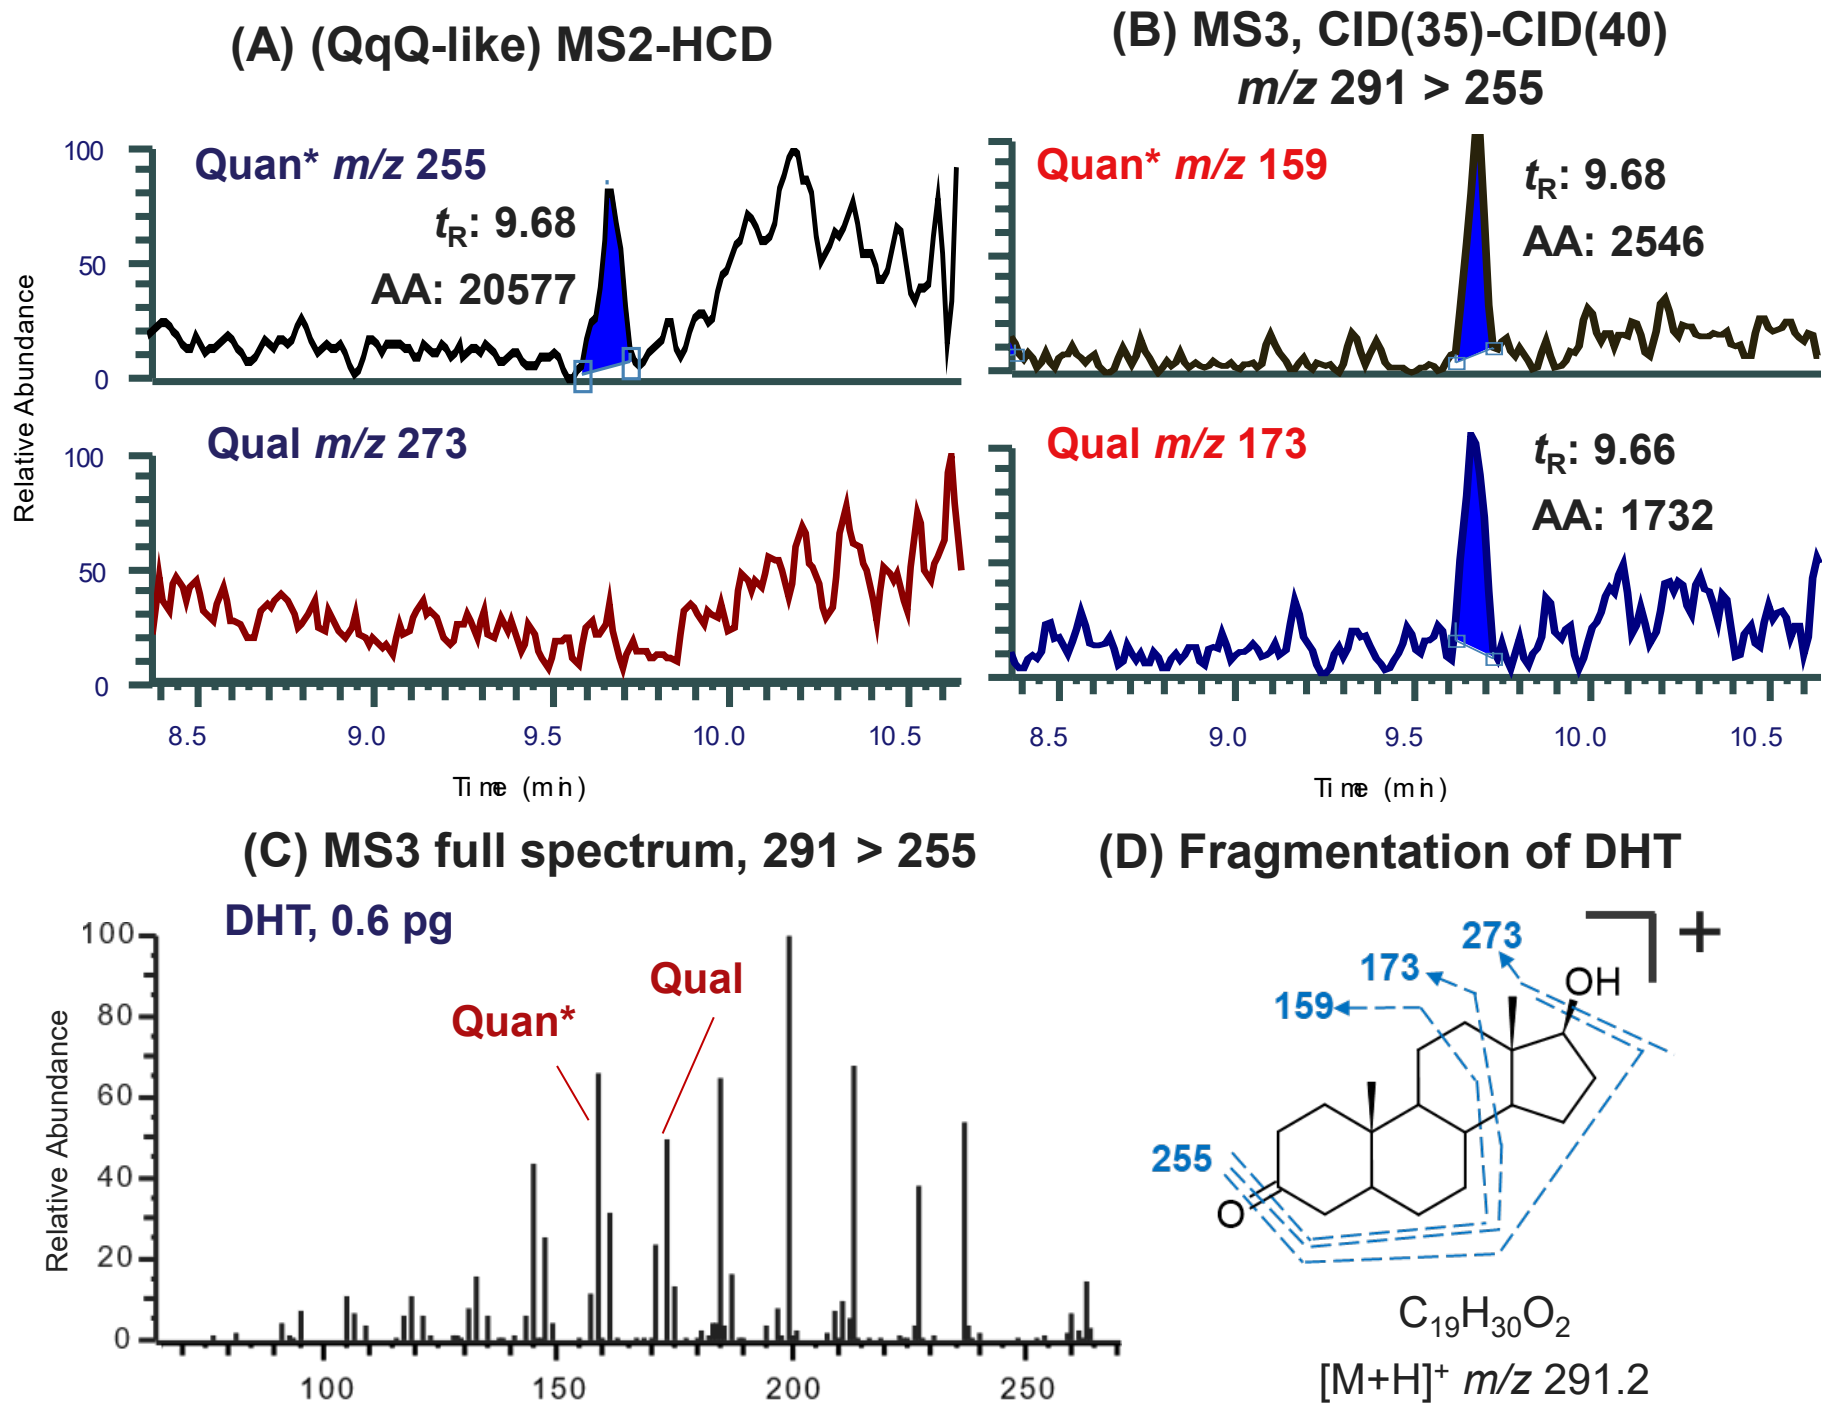 (A) (QqQ-like) MS2-HCD
(B) MS3, CID(35)-CID(40)
m/z 291 > 255
Relative Abundance
100
50
0
Quan* m/z 255
tR: 9.68
AA: 20577
Quan* m/z 159
tR: 9.68
AA: 2546
100
50
0
Qual m/z 273
Qual m/z 173
tR: 9.66
AA: 1732
8.5 9.0 9.5 10.0 10.5
Time (min)
8.5 9.0 9.5 10.0 10.5
Time (min)
(C) MS3 full spectrum, 291 > 255
DHT, 0.6 pg
Relative Abundance
100
80
60
40
20
0
Quan*
Qual
100 150 200 250
(D) Fragmentation of DHT
273
+
173
OH
159
255
O
C19H30O2
[M+H]+ m/z 291.2